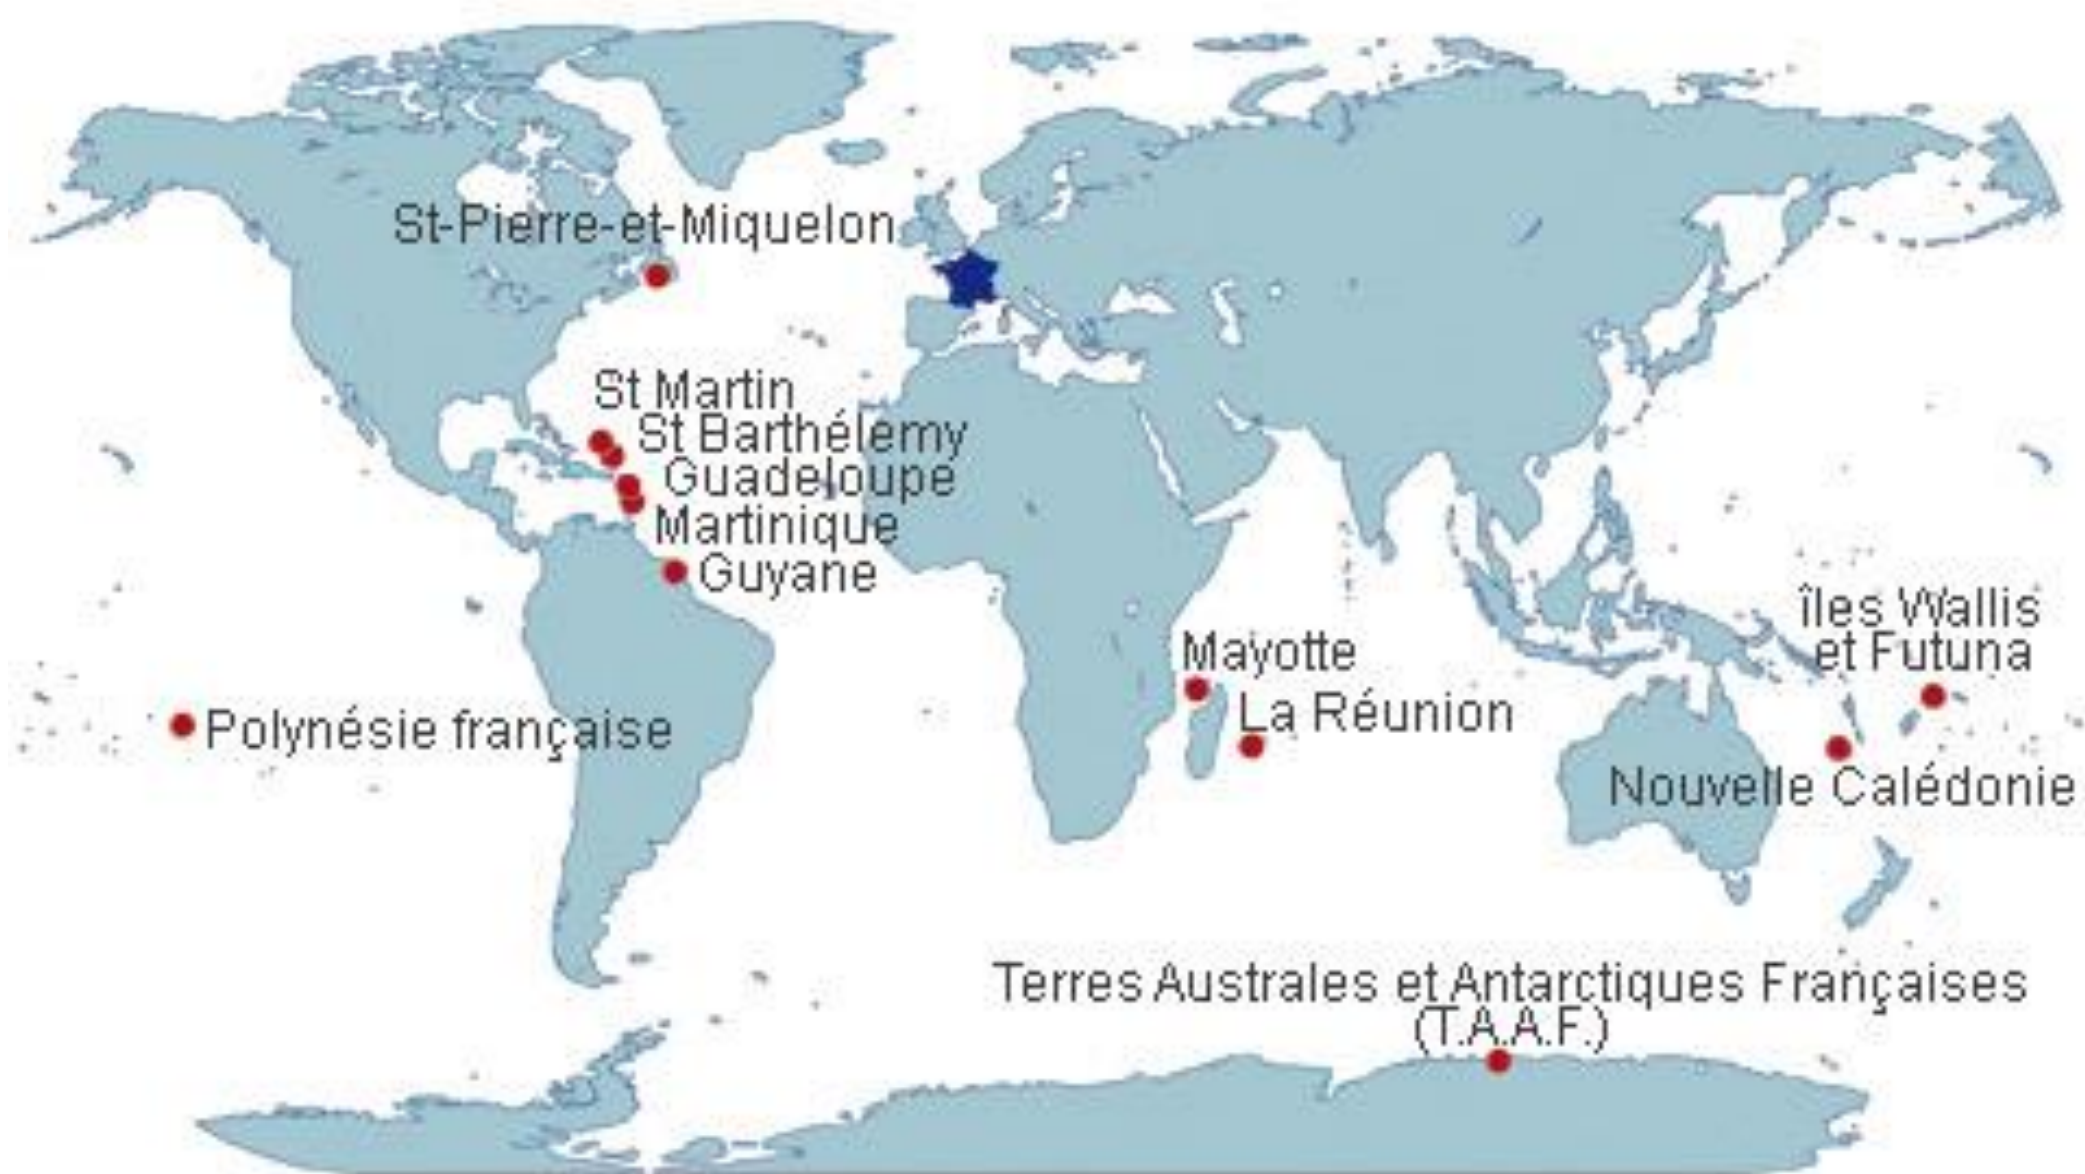 St-Pierre-et-Miquelon
St Martin
St Barthélemy
Guadeloupe
Martinique
Guyane
îles Wallis
et Futuna
Mayotte
La Réunion
Polynésie française
Nouvelle Calédonie
Terres Australes et Antarctiques Françaises
(T.A.A.F.)